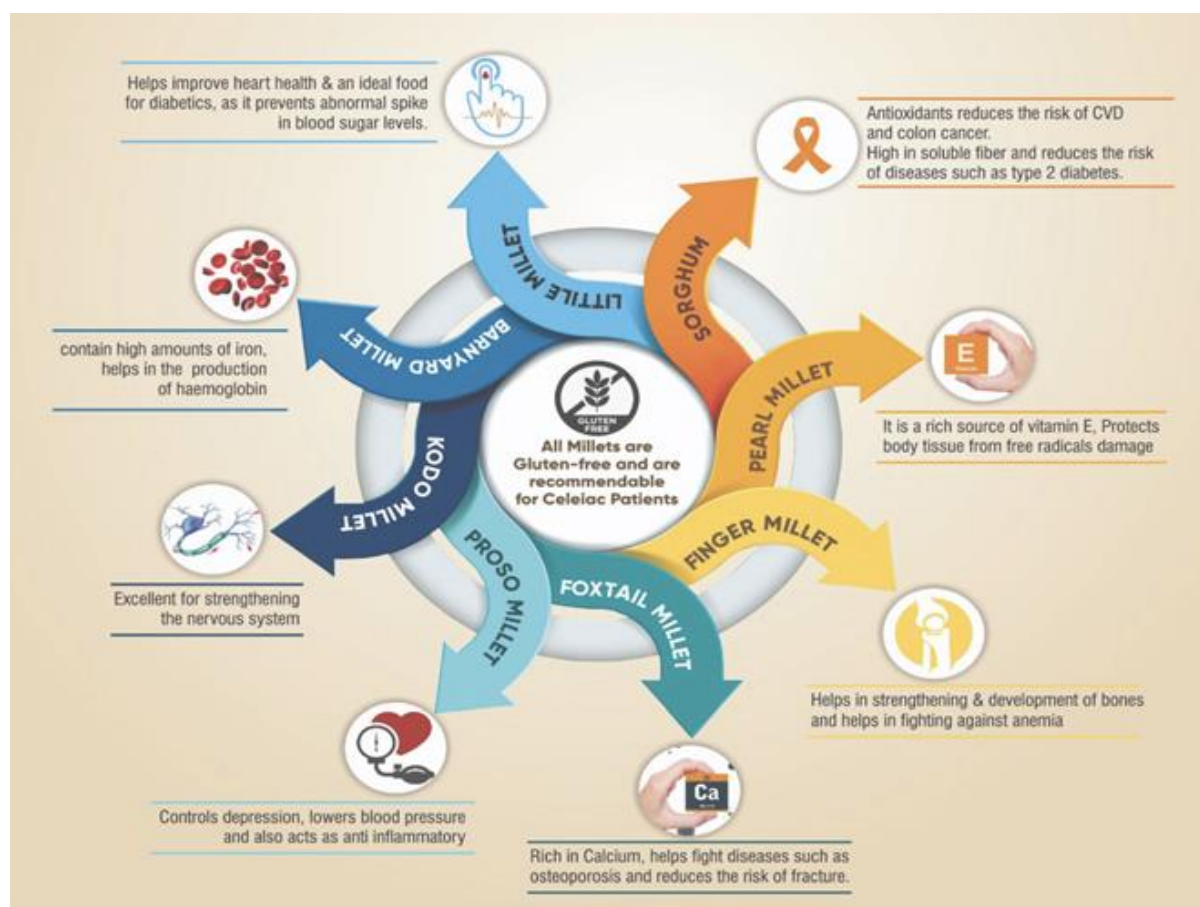 Helps improve heart health & an ideal food
for diabetics, as it prevents abnormal spike
in blood sugar levels.
LITTILE MILLET
Antioxidants reduces the risk of CVD
and colon cancer.
High in soluble fiber and reduces the risk
of diseases such as type 2 diabetes.
SORGHUM
E
It is a rich source of vitamin E, Protects
body tissue from free radicals damage
PEARL MILLET
Helps in strengthening & development of bones
and helps in fighting against anemia
FINGER MILLET
Ca
Rich in Calcium, helps fight diseases such as
osteoporosis and reduces the risk of fracture.
FOXTAIL MILLET
Controls depression, lowers blood pressure
and also acts as anti inflammatory
PROSO MILLET
Excellent for strengthening
the nervous system
KODO MILLET
contain high amounts of iron,
helps in the production
of haemoglobin
BARNYARD MILLET
GLUTEN
FREE
All Millets are
Gluten-free and are
recommendable
for Celeiac Patients